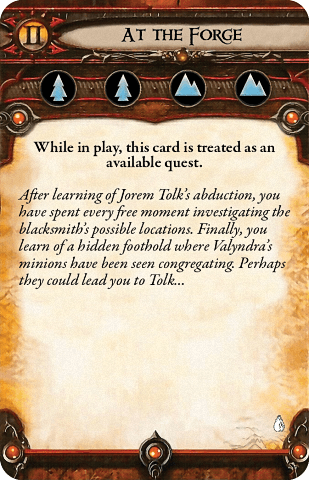 II
At the Forge
While in play, this card is treated as an
available quest.
After learning of Jorem Tolk's abduction, you
have spent every free moment investigating the
blacksmith's possible locations. Finally, you
learn of a hidden foothold where Valyndra's
minions have been seen congregating. Perhaps
they could lead you to Tolk...